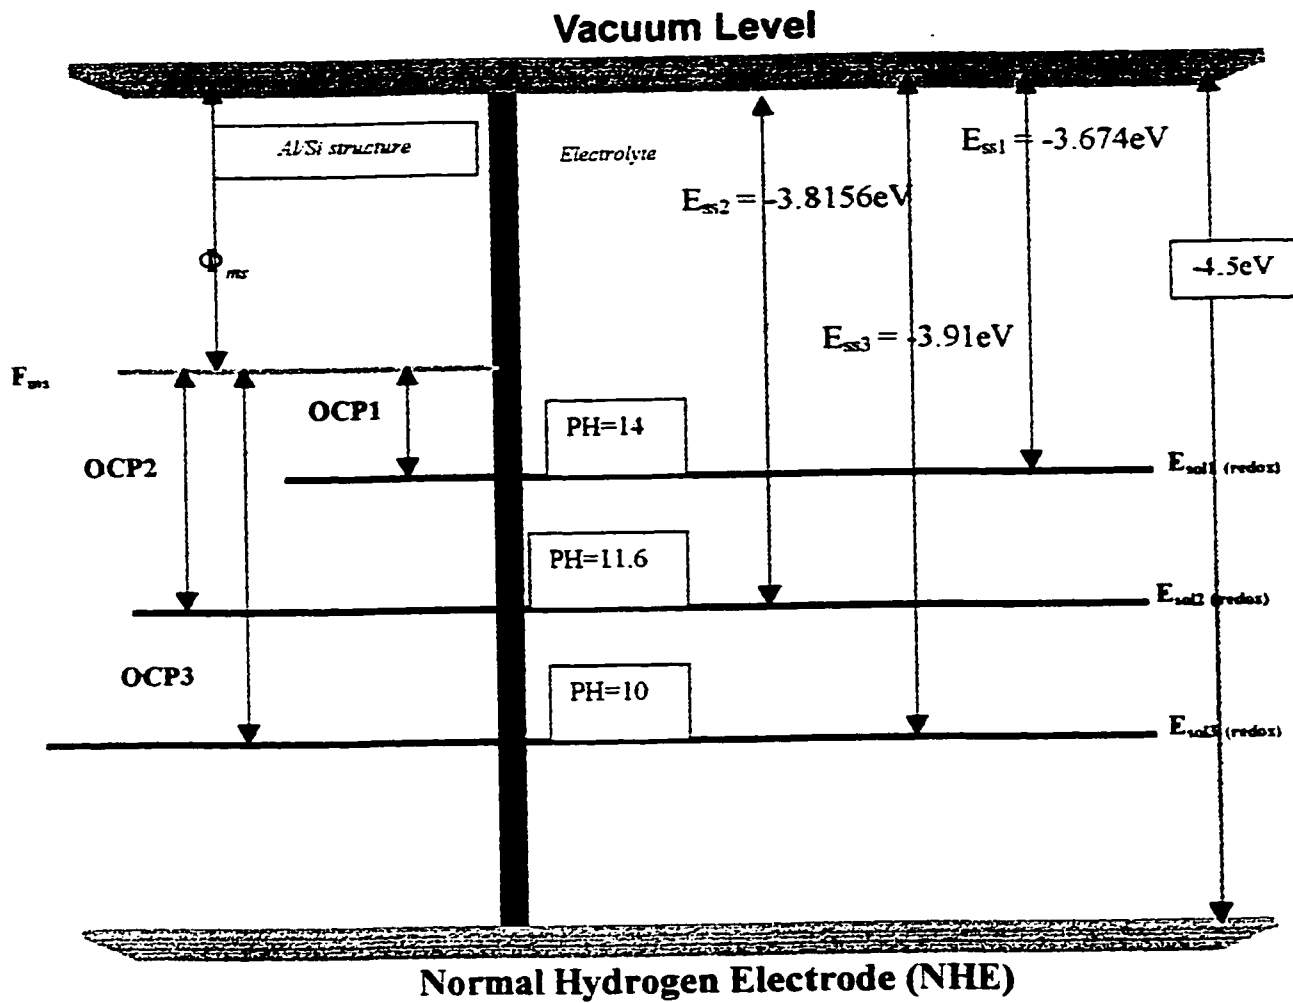 Vacuum Level
Al/Si structure
Electrolyte
E_ss1 = -3.674eV
E_ss2 = -3.8156eV
Φ_ms
-4.5eV
E_ss3 = -3.91eV
OCP1
PH=14
OCP2
E_sol1 (redox)
PH=11.6
E_sol2 (redox)
OCP3
PH=10
E_sol3 (redox)
Normal Hydrogen Electrode (NHE)